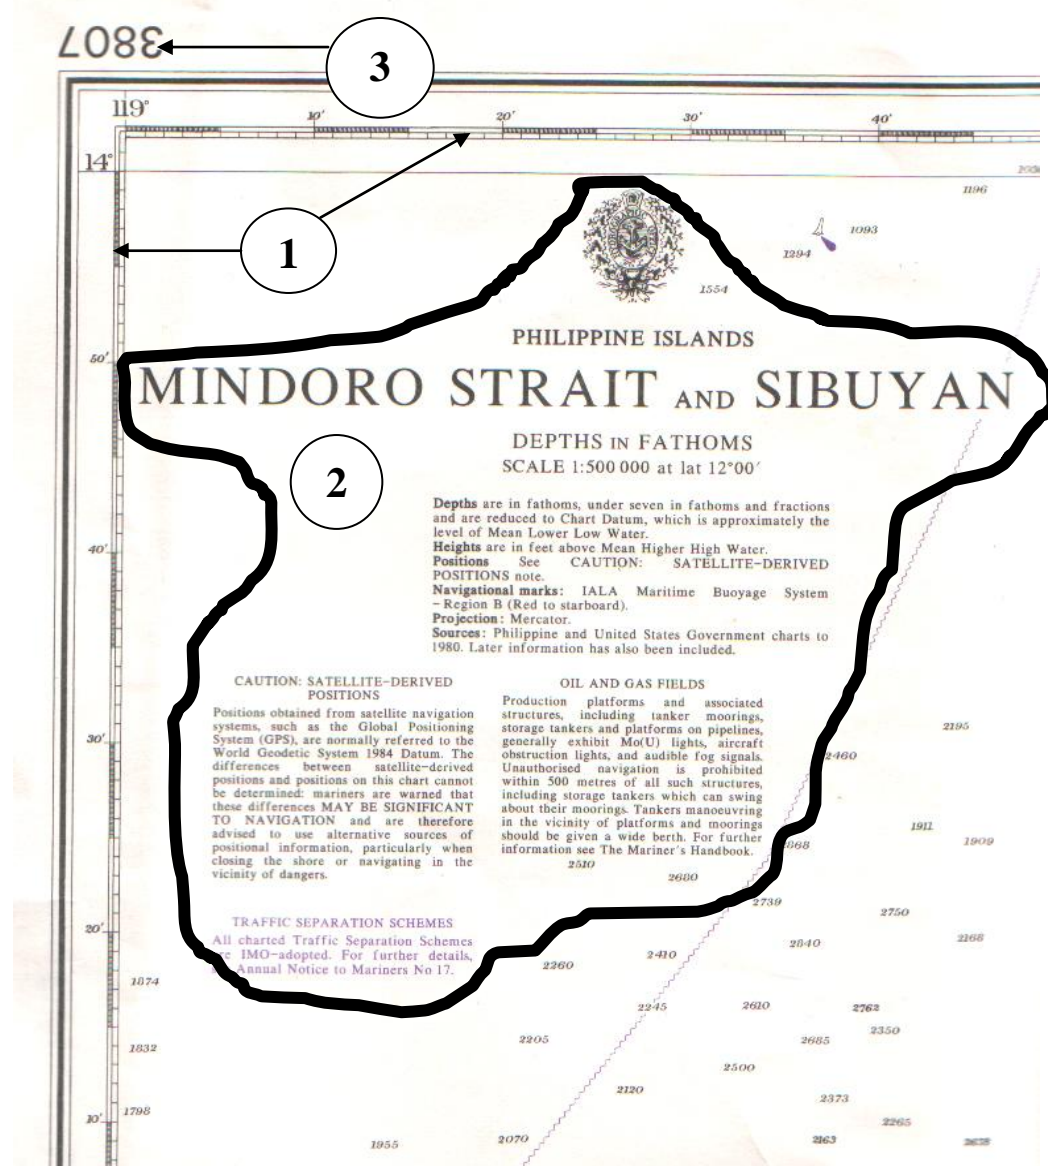 3807
3
119°
10′ 20′ 30′ 40′
14°
1196
1
1093
1294
1554
PHILIPPINE ISLANDS
50′
MINDORO STRAIT AND SIBUYAN
DEPTHS IN FATHOMS
SCALE 1:500 000 at lat 12°00′
2
Depths are in fathoms, under seven in fathoms and fractions
and are reduced to Chart Datum, which is approximately the
level of Mean Lower Low Water.
Heights are in feet above Mean Higher High Water.
Positions See CAUTION: SATELLITE-DERIVED
POSITIONS note.
Navigational marks: IALA Maritime Buoyage System
– Region B (Red to starboard).
Projection: Mercator.
Sources: Philippine and United States Government charts to
1980. Later information has also been included.
40′
CAUTION: SATELLITE-DERIVED
POSITIONS
Positions obtained from satellite navigation
systems, such as the Global Positioning
System (GPS), are normally referred to the
World Geodetic System 1984 Datum. The
differences between satellite-derived
positions and positions on this chart cannot
be determined: mariners are warned that
these differences MAY BE SIGNIFICANT
TO NAVIGATION and are therefore
advised to use alternative sources of
positional information, particularly when
closing the shore or navigating in the
vicinity of dangers.
OIL AND GAS FIELDS
Production platforms and associated
structures, including tanker moorings,
storage tankers and platforms on pipelines,
generally exhibit Mo(U) lights, aircraft
obstruction lights, and audible fog signals.
Unauthorised navigation is prohibited
within 500 metres of all such structures,
including storage tankers which can swing
about their moorings. Tankers manoeuvring
in the vicinity of platforms and moorings
should be given a wide berth. For further
information see The Mariner's Handbook.
30′
2195
2460
1911
1909
2510
2680
2739
2750
TRAFFIC SEPARATION SCHEMES
All charted Traffic Separation Schemes
IMO-adopted. For further details,
Annual Notice to Mariners No 17.
20′
2840
2168
2410
2260
1874
2245
2610
2762
2350
2205
2685
1832
2500
2120
2373
1798
10′
2265
1955
2070
2163